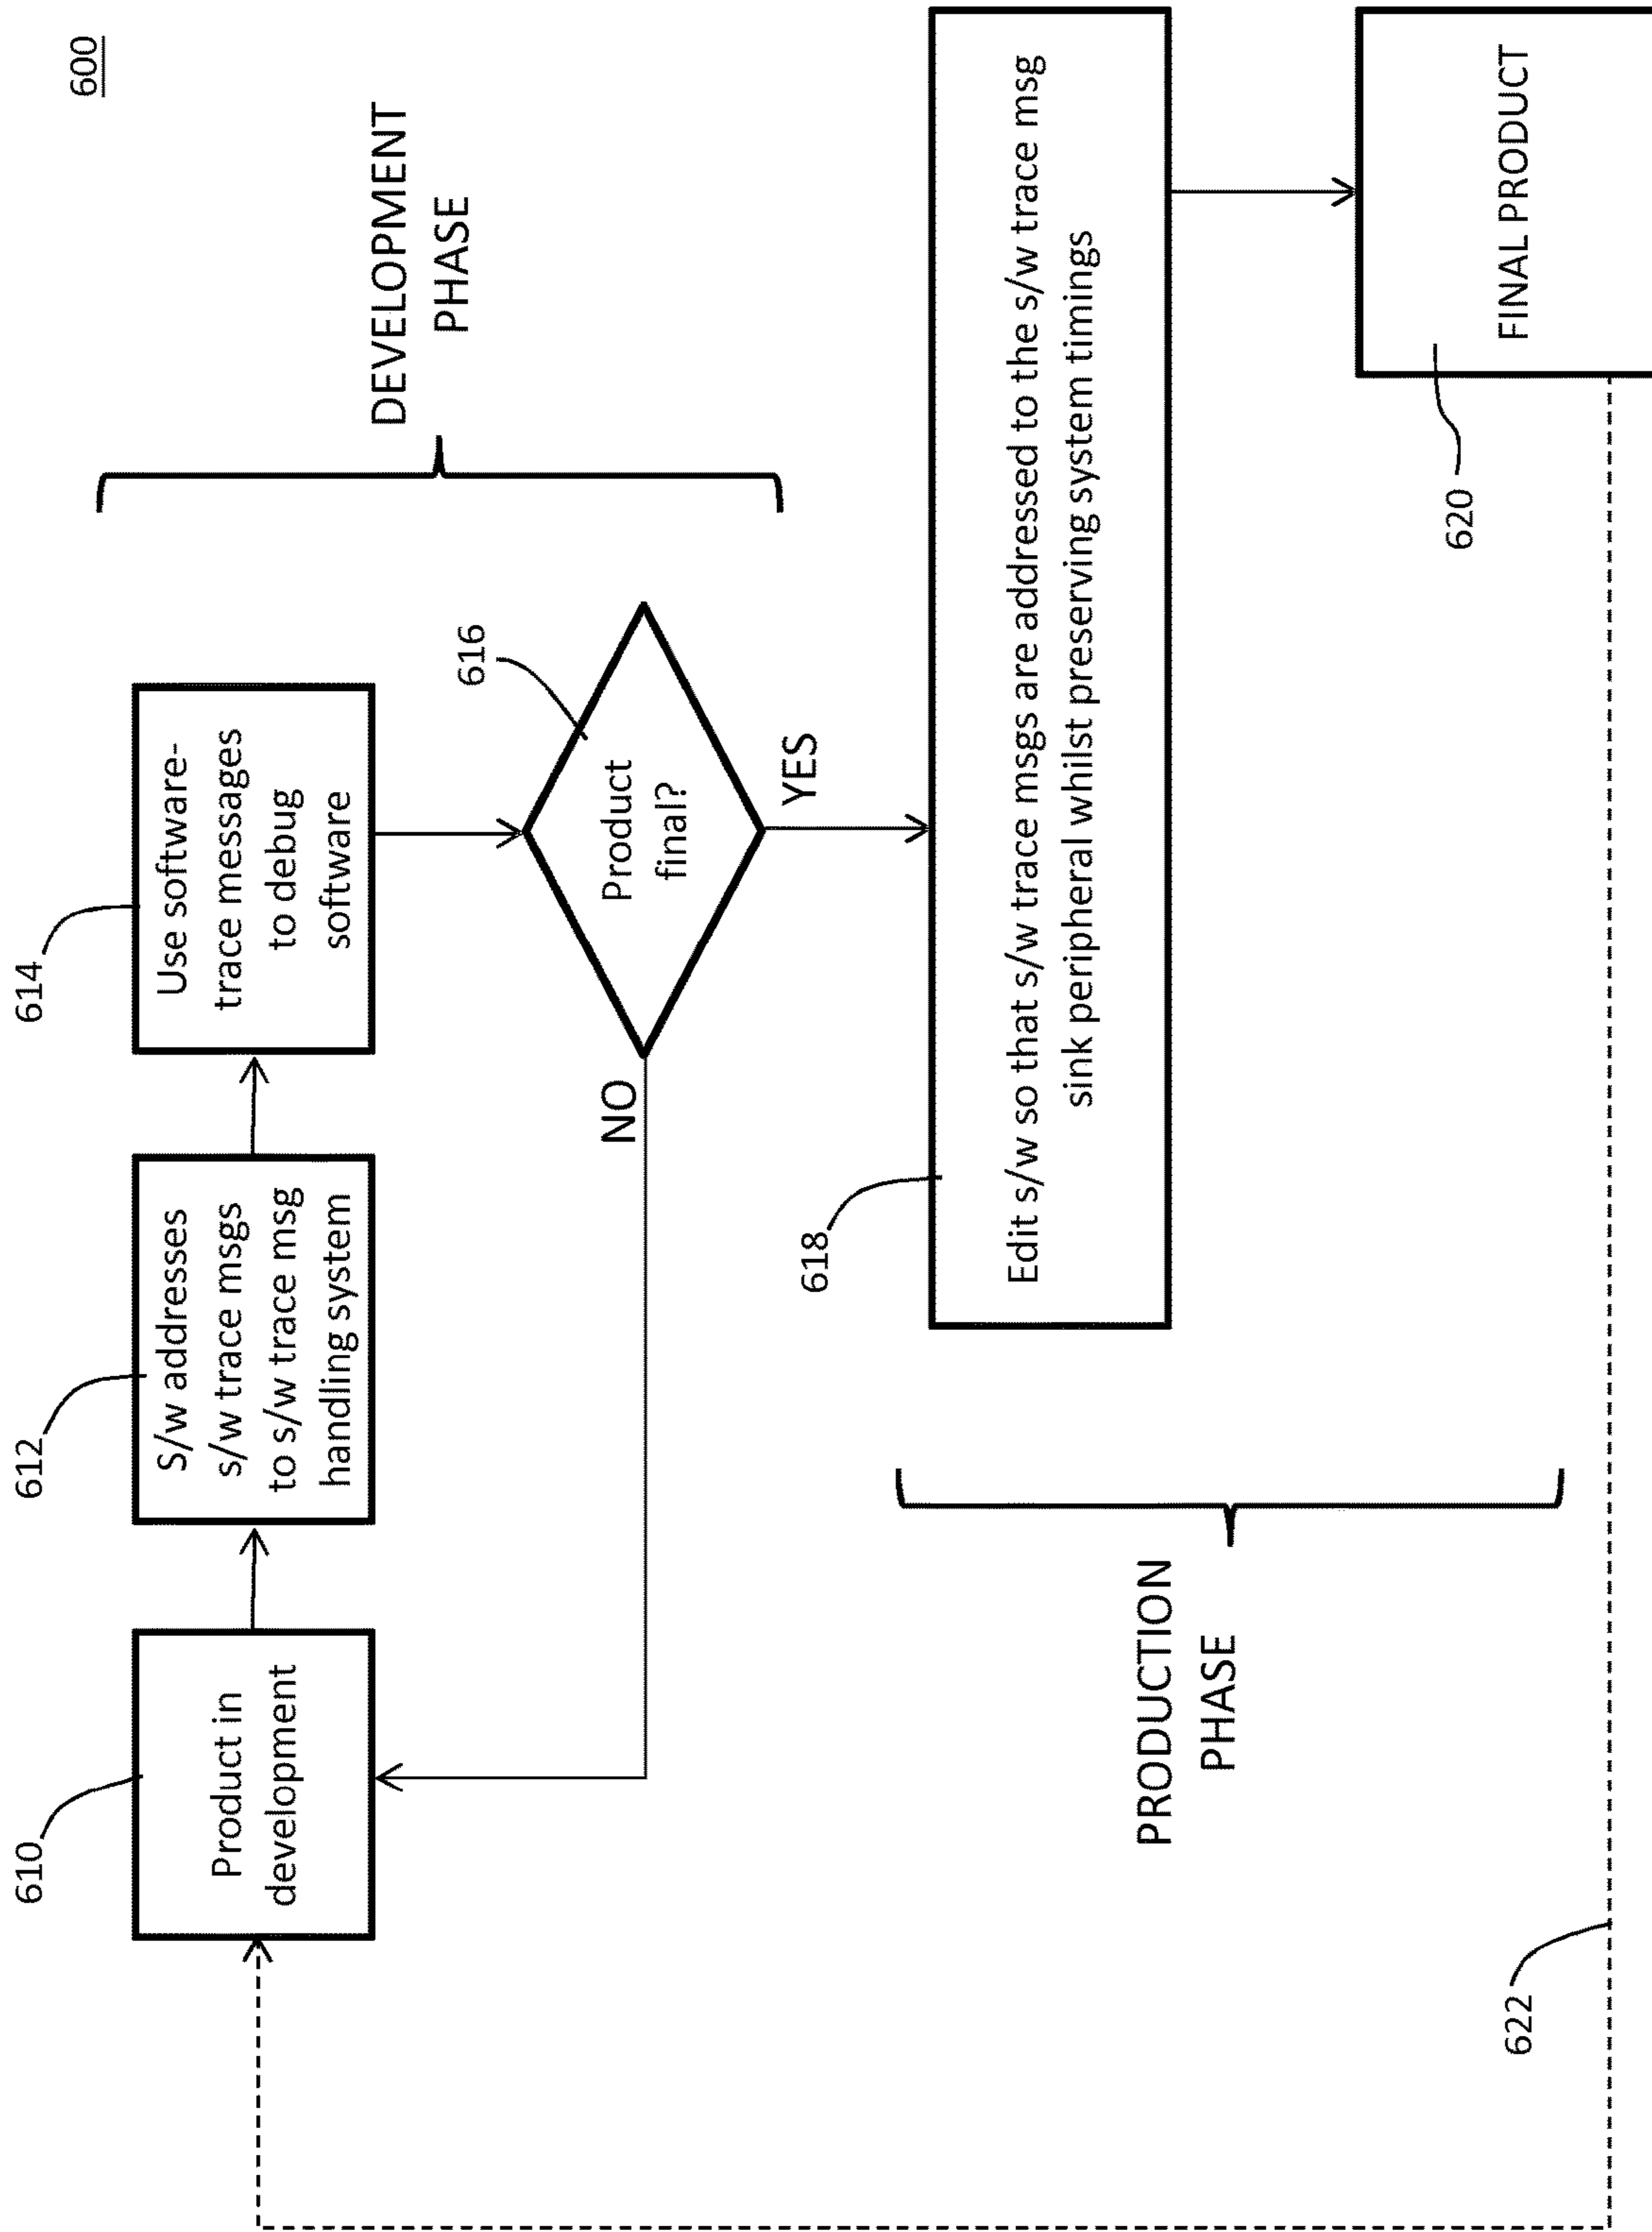 600
610
612
614
Product in
development
S/w addresses
s/w trace msgs
to s/w trace msg
handling system
Use software-
trace messages
to debug
software
DEVELOPMENT
PHASE
616
Product
final?
NO
YES
618
Edit s/w so that s/w trace msgs are addressed to the s/w trace msg
sink peripheral whilst preserving system timings
PRODUCTION
PHASE
620
FINAL PRODUCT
622